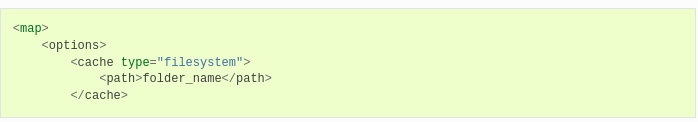 <map>
    <options>
        <cache type="filesystem">
            <path>folder_name</path>
        </cache>